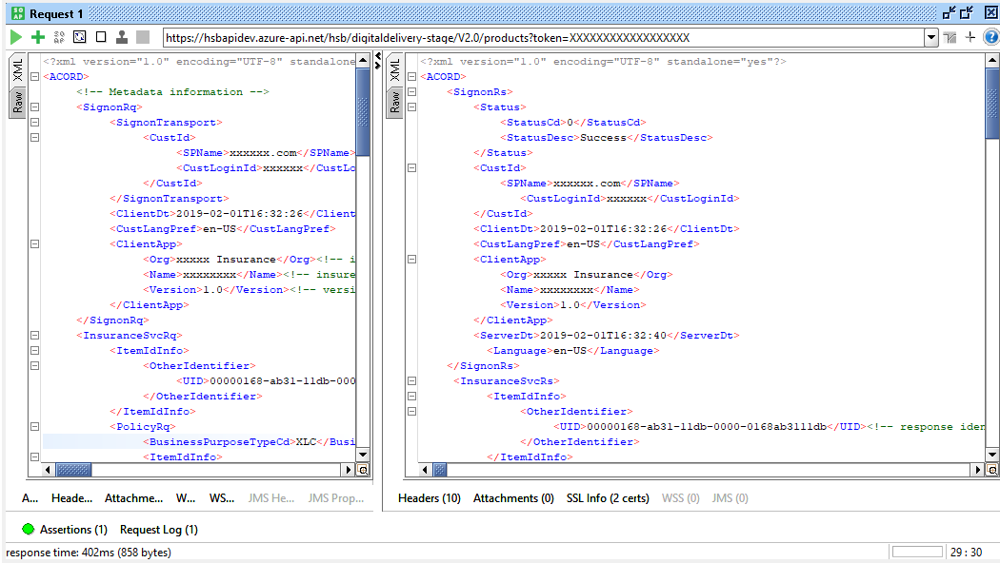 SO AP Request 1
https://hsbapidev.azure-api.net/hsb/digitaldelivery-stage/V2.0/products?token=XXXXXXXXXXXXXXXXXXX
XML
Raw
<?xml version="1.0" encoding="UTF-8" standalone
<ACORD>
<!-- Metadata information -->
<SignonRq>
<SignonTransport>
<CustId>
<SPName>xxxxxx.com</SPName>
<CustLoginId>xxxxxx</CustLo
</CustId>
</SignonTransport>
<ClientDt>2019-02-01T16:32:26</Client
<CustLangPref>en-US</CustLangPref>
<ClientApp>
<Org>xxxxx Insurance</Org><!-- i
<Name>xxxxxxxx</Name><!-- insure
<Version>1.0</Version><!-- versi
</ClientApp>
</SignonRq>
<InsuranceSvcRq>
<ItemIdInfo>
<OtherIdentifier>
<UID>00000168-ab31-11db-000
</OtherIdentifier>
</ItemIdInfo>
<PolicyRq>
<BusinessPurposeTypeCd>XLC</Busi
<ItemIdInfo>
A...
Heade...
Attachme...
W...
WS...
JMS He...
JMS Prop...
XML
Raw
<?xml version="1.0" encoding="UTF-8" standalone="yes"?>
<ACORD>
<SignonRs>
<Status>
<StatusCd>0</StatusCd>
<StatusDesc>Success</StatusDesc>
</Status>
<CustId>
<SPName>xxxxxx.com</SPName>
<CustLoginId>xxxxxx</CustLoginId>
</CustId>
<ClientDt>2019-02-01T16:32:26</ClientDt>
<CustLangPref>en-US</CustLangPref>
<ClientApp>
<Org>xxxxx Insurance</Org>
<Name>xxxxxxxx</Name>
<Version>1.0</Version>
</ClientApp>
<ServerDt>2019-02-01T16:32:40</ServerDt>
<Language>en-US</Language>
</SignonRs>
<InsuranceSvcRs>
<ItemIdInfo>
<OtherIdentifier>
<UID>00000168-ab31-11db-0000-0168ab3111db</UID><!-- response iden
</OtherIdentifier>
</ItemIdInfo>
Headers (10)
Attachments (0)
SSL Info (2 certs)
WSS (0)
JMS (0)
Assertions (1)
Request Log (1)
response time: 402ms (858 bytes)
29 : 30